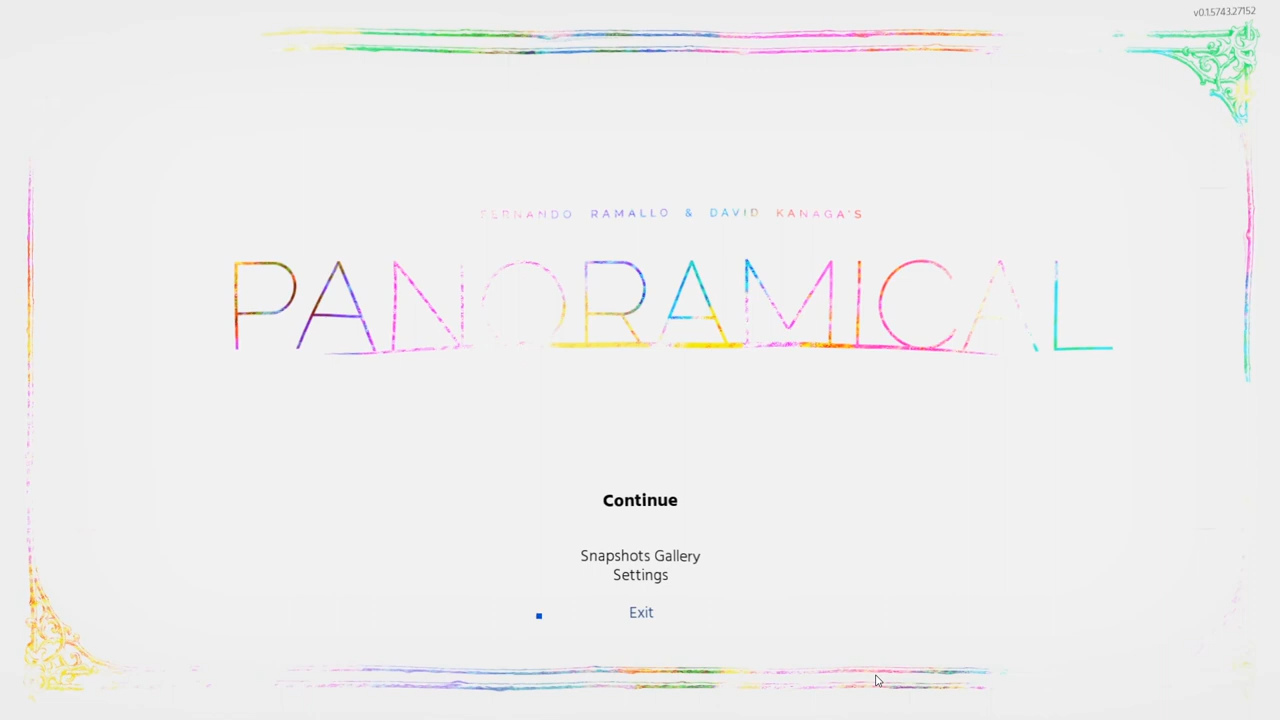 v0.1.5743.27152
FERNANDO RAMALLO & DAVID KANAGA'S
PANORAMICAL
Continue
Snapshots Gallery
Settings
Exit